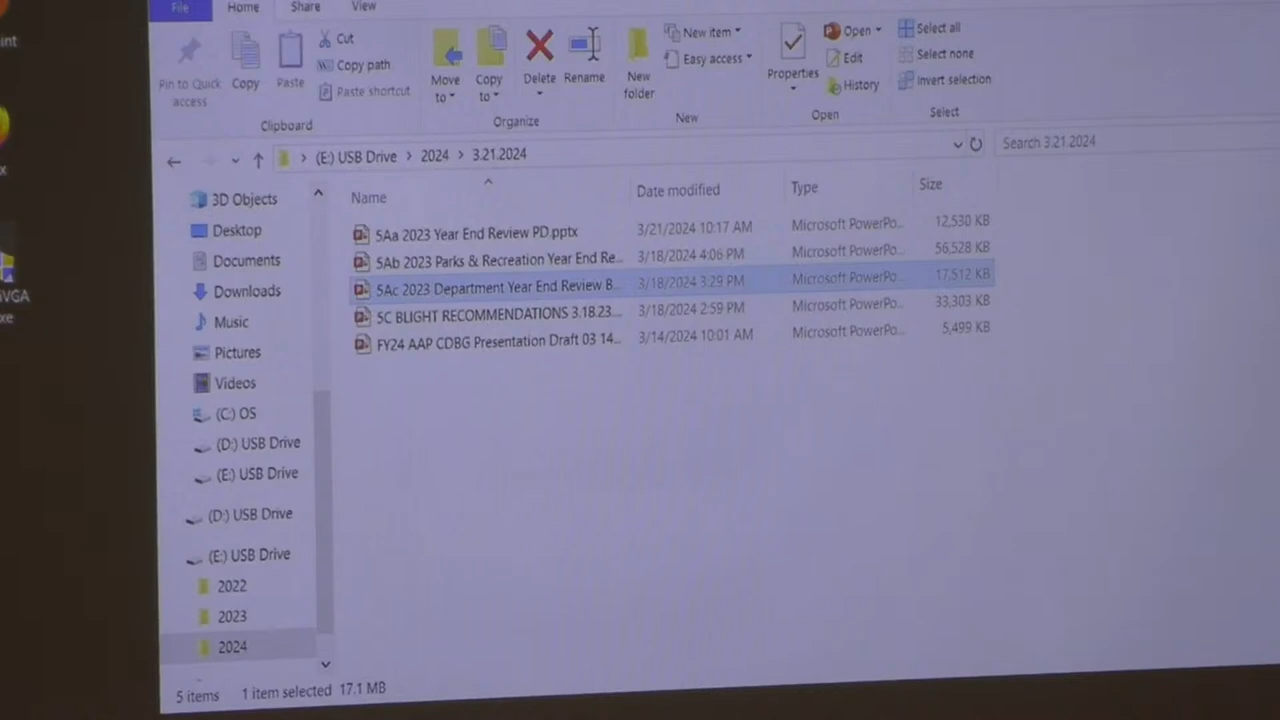 int
x
GVGA
xe
File Home Share View
Pin to Quick access
Copy
Paste
Cut
Copy path
Paste shortcut
Clipboard
Move to
Copy to
Delete
Rename
Organize
New folder
New item
Easy access
New
Properties
Open
Edit
History
Open
Select all
Select none
Invert selection
Select
(E:) USB Drive > 2024 > 3.21.2024
Search 3.21.2024
Name Date modified Type Size
5Aa 2023 Year End Review PD.pptx 3/21/2024 10:17 AM Microsoft PowerPo... 12,530 KB
5Ab 2023 Parks & Recreation Year End Re... 3/18/2024 4:06 PM Microsoft PowerPo... 56,528 KB
5Ac 2023 Department Year End Review B... 3/18/2024 3:29 PM Microsoft PowerPo... 17,512 KB
5C BLIGHT RECOMMENDATIONS 3.18.23... 3/18/2024 2:59 PM Microsoft PowerPo... 33,303 KB
FY24 AAP CDBG Presentation Draft 03 14... 3/14/2024 10:01 AM Microsoft PowerPo... 5,499 KB
3D Objects
Desktop
Documents
Downloads
Music
Pictures
Videos
(C:) OS
(D:) USB Drive
(E:) USB Drive
(D:) USB Drive
(E:) USB Drive
2022
2023
2024
5 items 1 item selected 17.1 MB